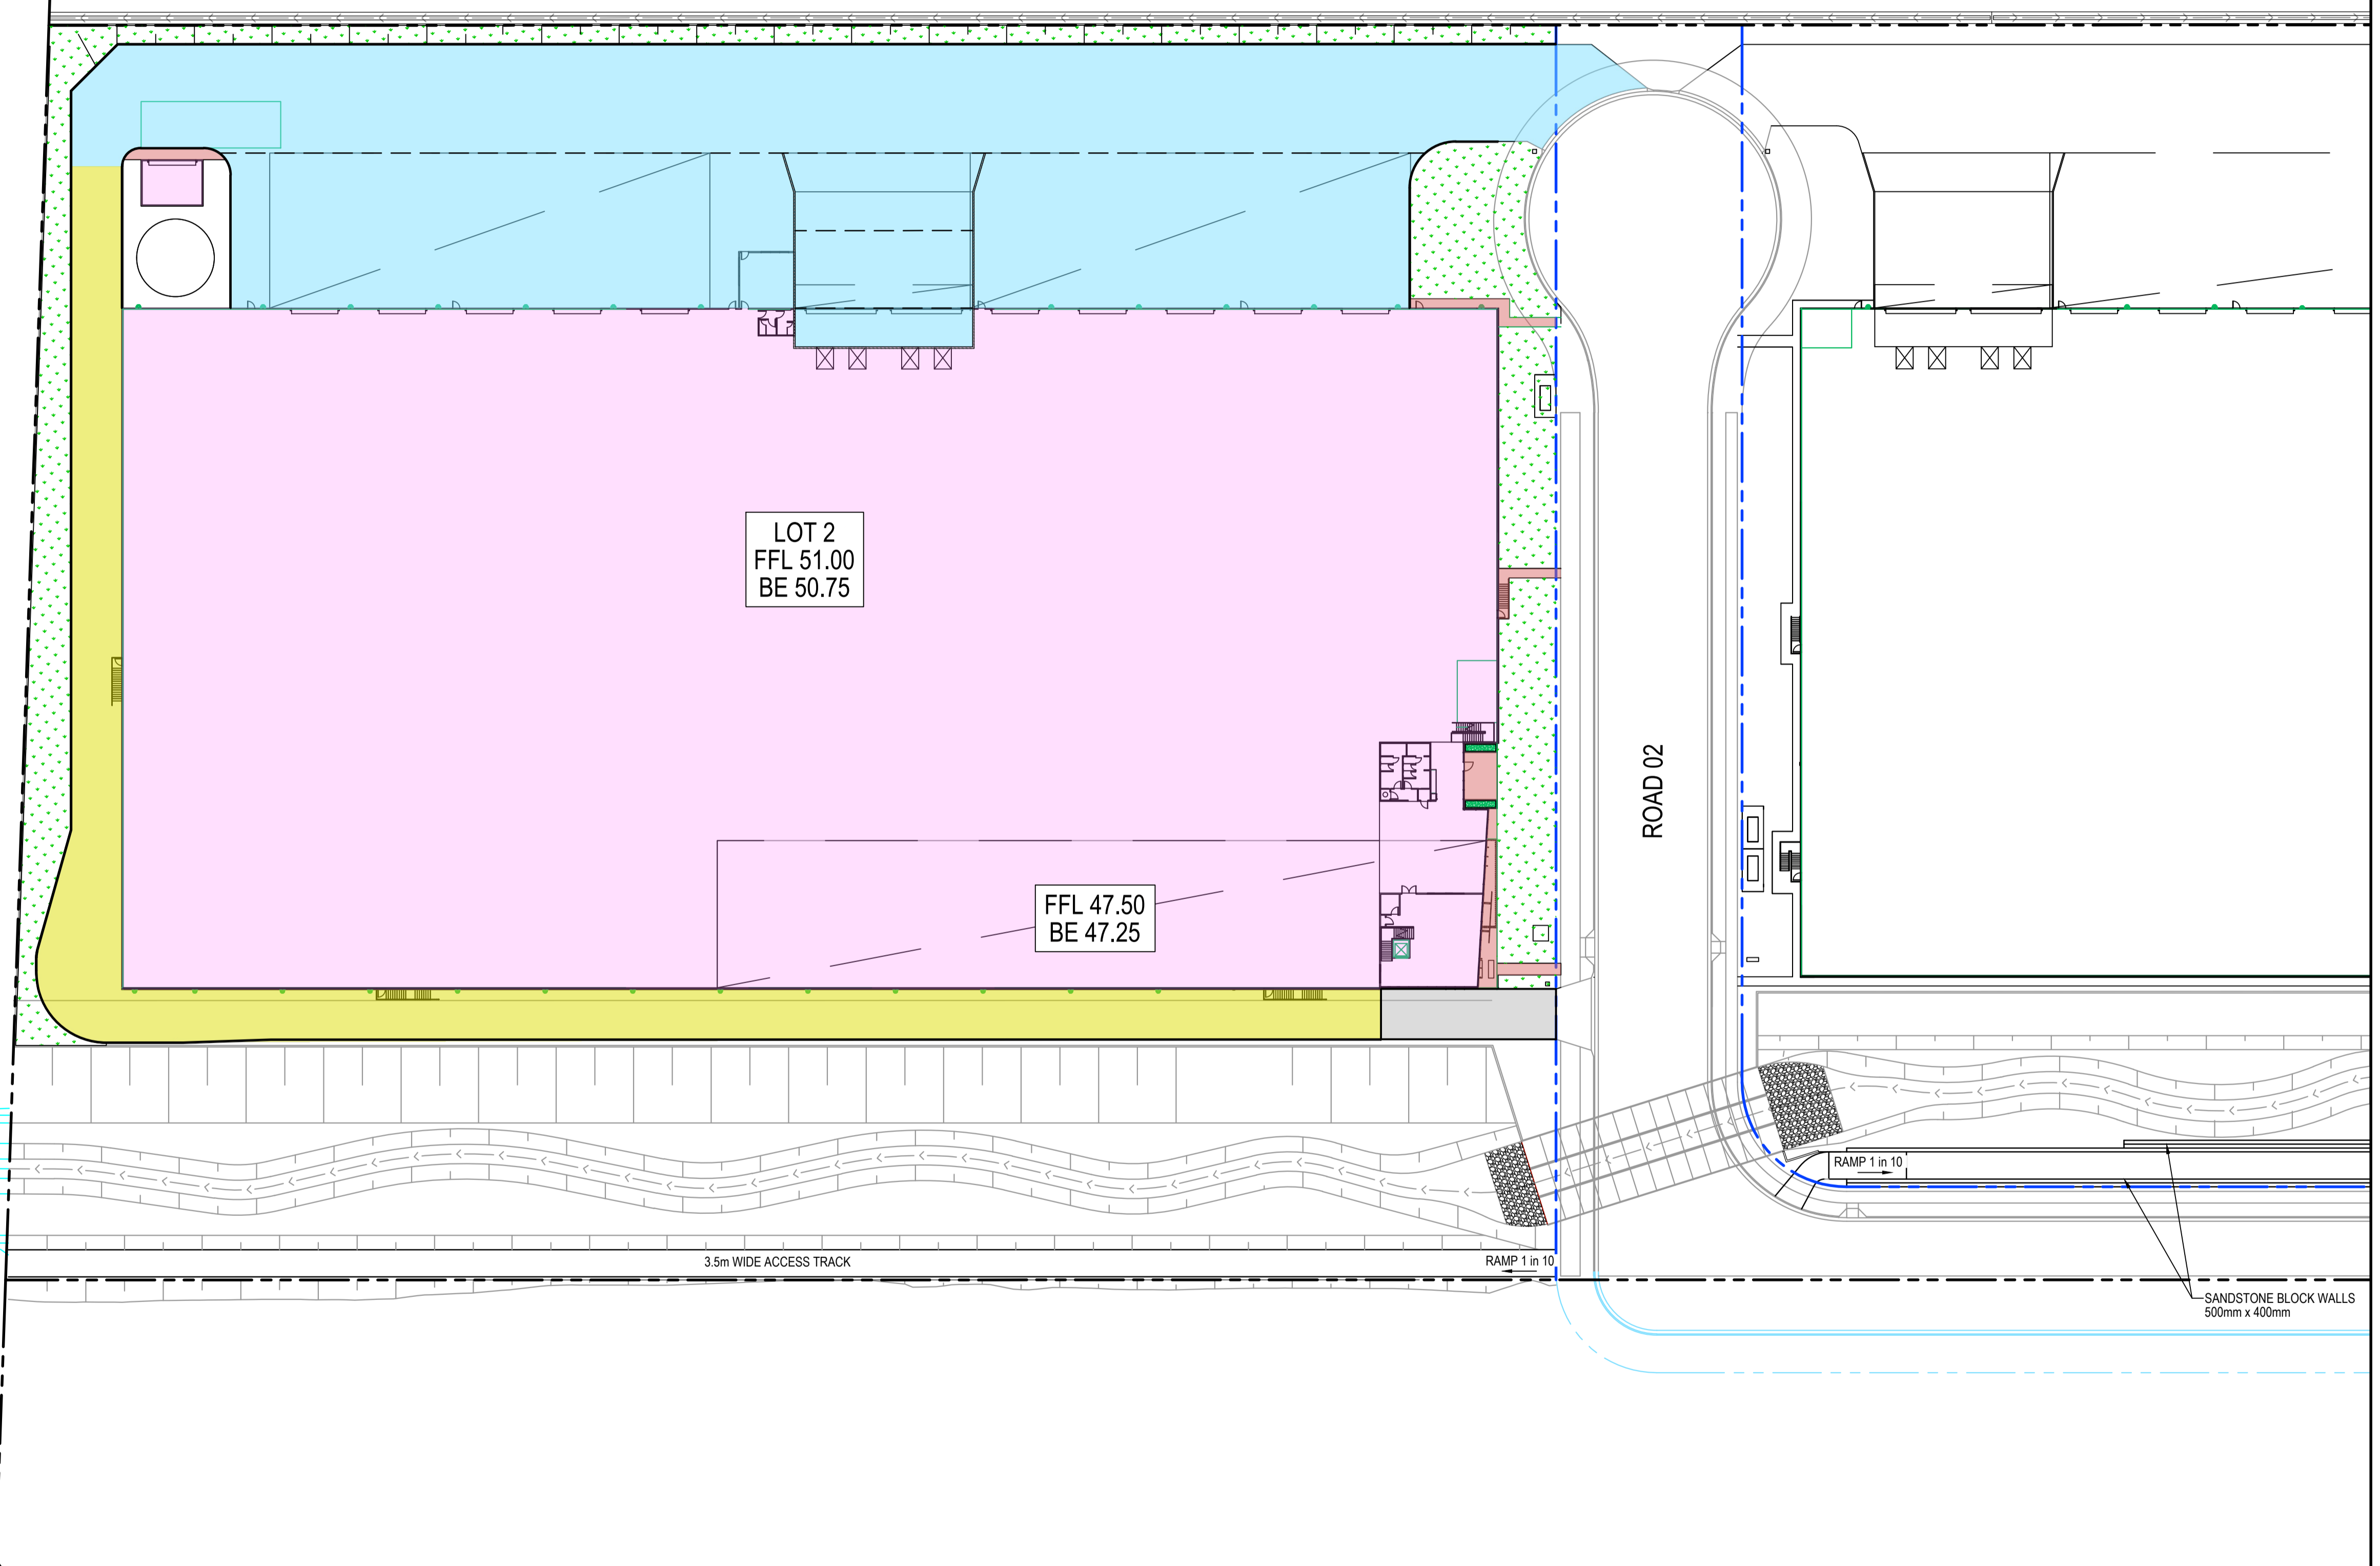 LOT 2
FFL 51.00
BE 50.75
ROAD 02
FFL 47.50
BE 47.25
RAMP 1 in 10
3.5m WIDE ACCESS TRACK
RAMP 1 in 10
SANDSTONE BLOCK WALLS
500mm x 400mm